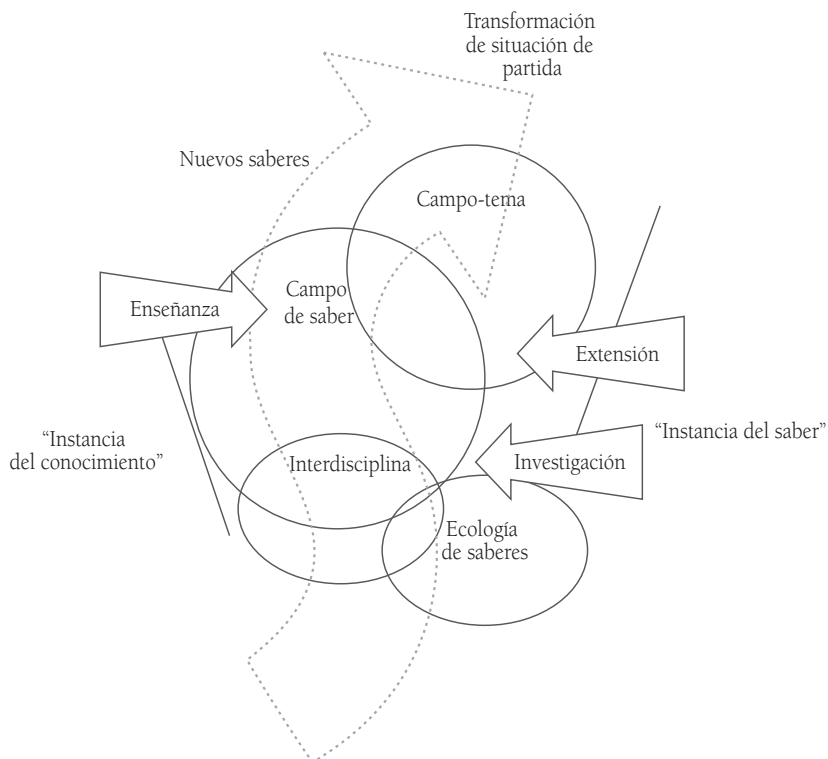 Transformación
de situación de
partida
Nuevos saberes
Campo-tema
Campo
de saber
Enseñanza
Extensión
“Instancia
del conocimiento”
“Instancia del saber”
Interdisciplina
Investigación
Ecología
de saberes